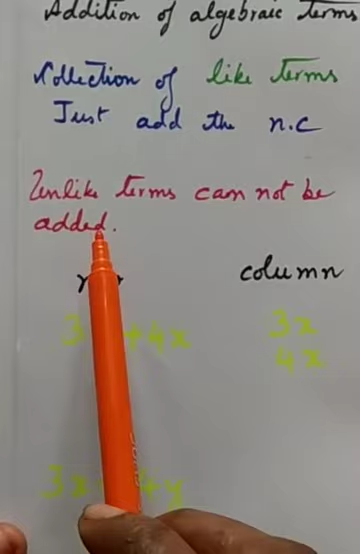 Addition of algebraic terms
Collection of like terms
Just add the n.c
Unlike terms can not be
added.
column
+4x
3x
4x
4y